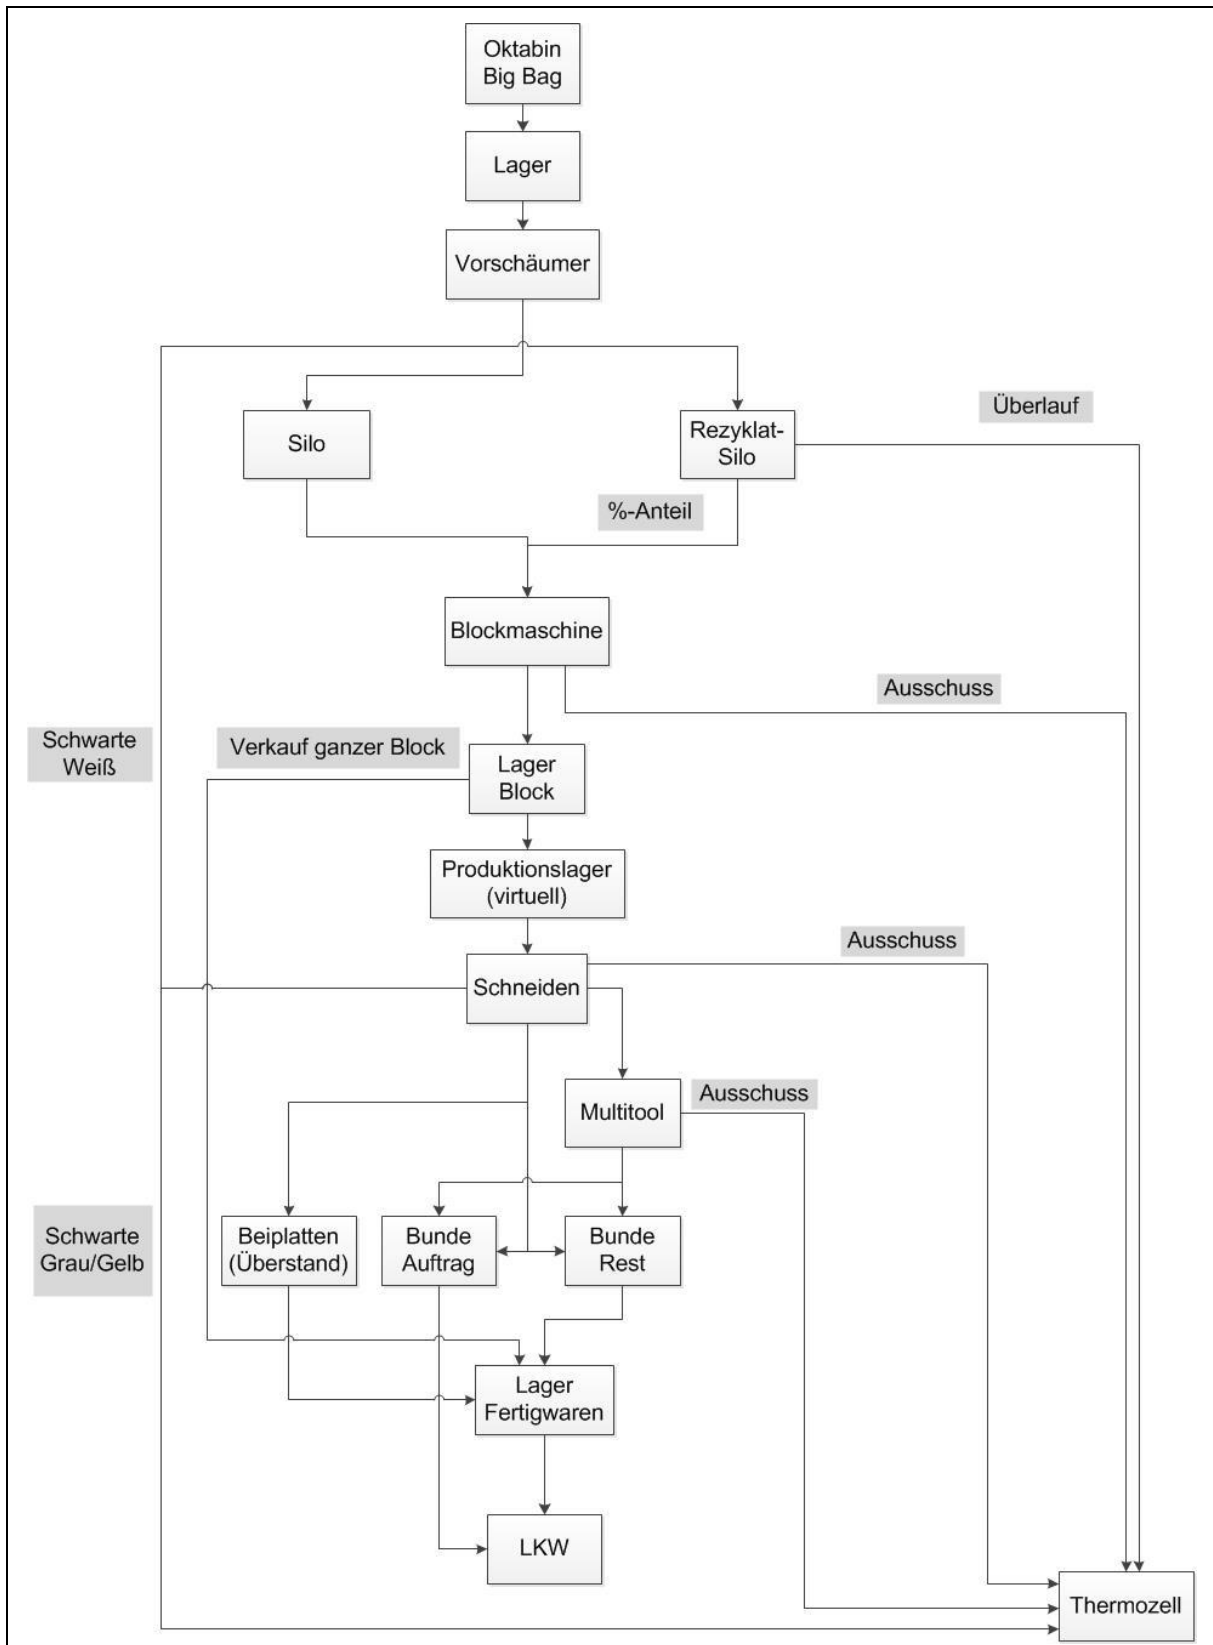 Oktabin
Big Bag
Lager
Vorschäumer
Überlauf
Silo
Rezyklat-
Silo
%-Anteil
Blockmaschine
Ausschuss
Schwarte
Weiß
Verkauf ganzer Block
Lager
Block
Produktionslager
(virtuell)
Ausschuss
Schneiden
Multitool
Ausschuss
Schwarte
Grau/Gelb
Beiplatten
(Überstand)
Bunde
Auftrag
Bunde
Rest
Lager
Fertigwaren
LKW
Thermozell